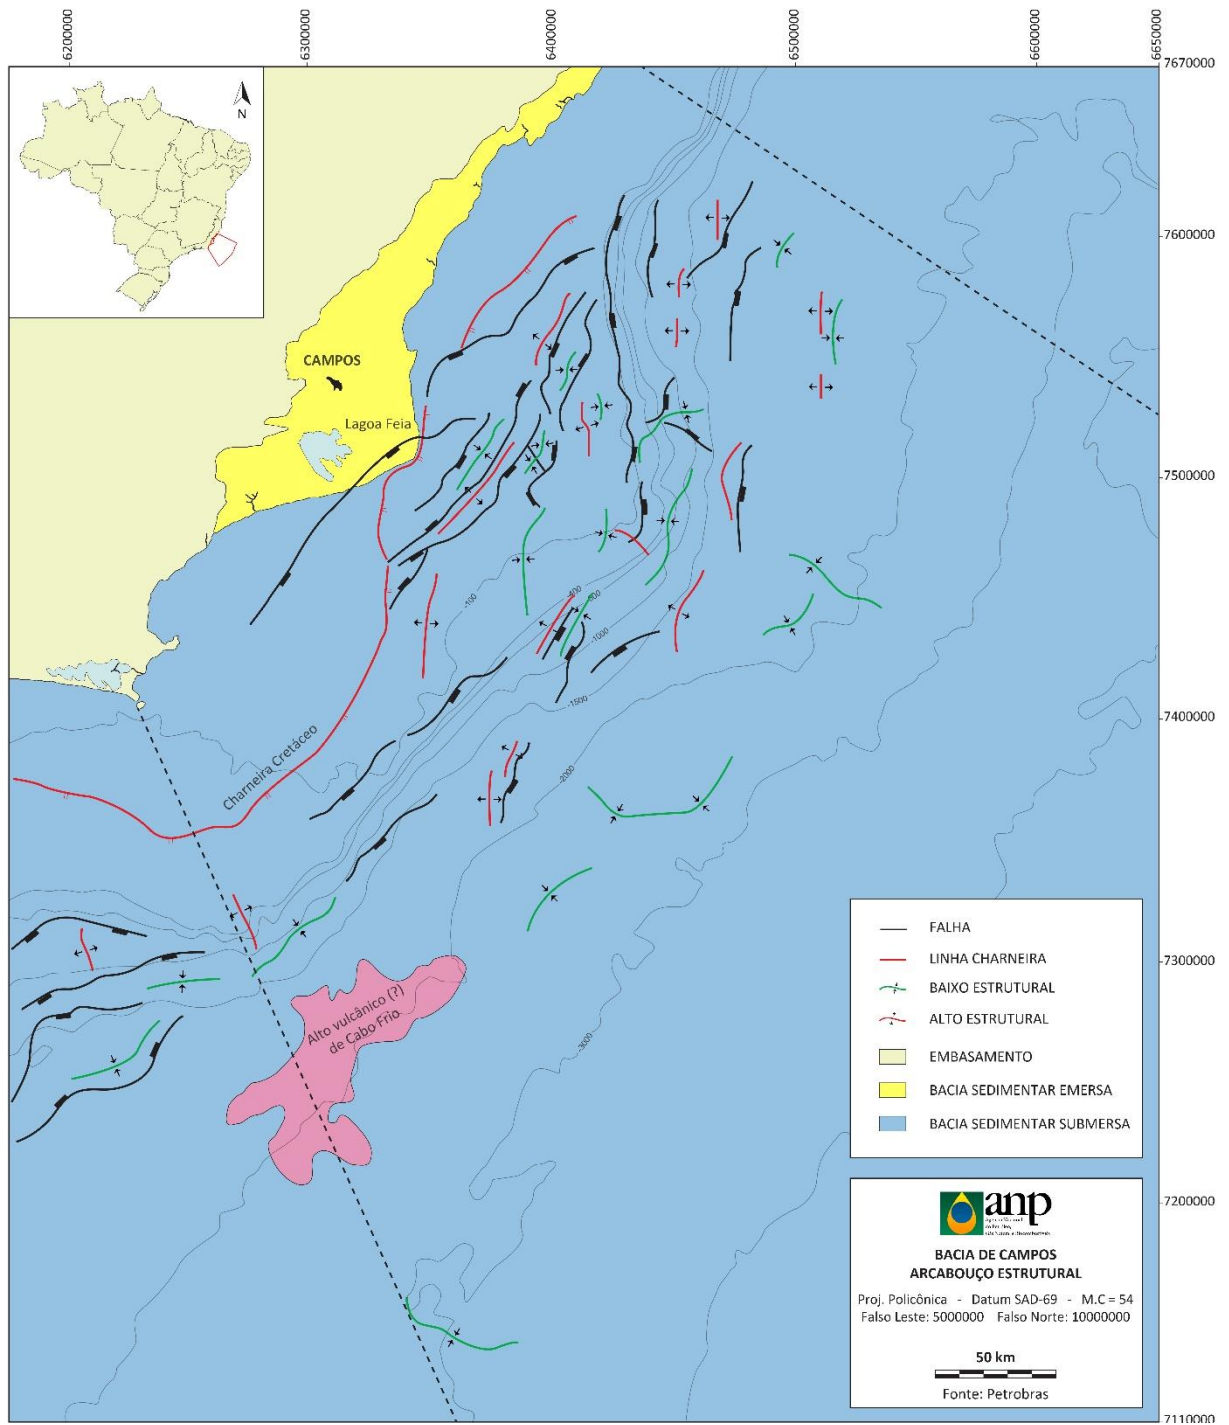 6200000
6300000
6400000
6500000
6600000
6650000
7670000
N
7600000
CAMPOS
Lagoa Feia
7500000
-100
-400
-1000
-1500
7400000
Charneira Cretáceo
-2000
7300000
Alto vulcânico (?)
de Cabo Frio
-3000
FALHA
LINHA CHARNEIRA
BAIXO ESTRUTURAL
ALTO ESTRUTURAL
EMBASAMENTO
BACIA SEDIMENTAR EMERSA
BACIA SEDIMENTAR SUBMERSA
7200000
anp
BACIA DE CAMPOS
ARCABOUÇO ESTRUTURAL
Proj. Policônica - Datum SAD-69 - M.C = 54
Falso Leste: 5000000 Falso Norte: 10000000
50 km
Fonte: Petrobras
7110000